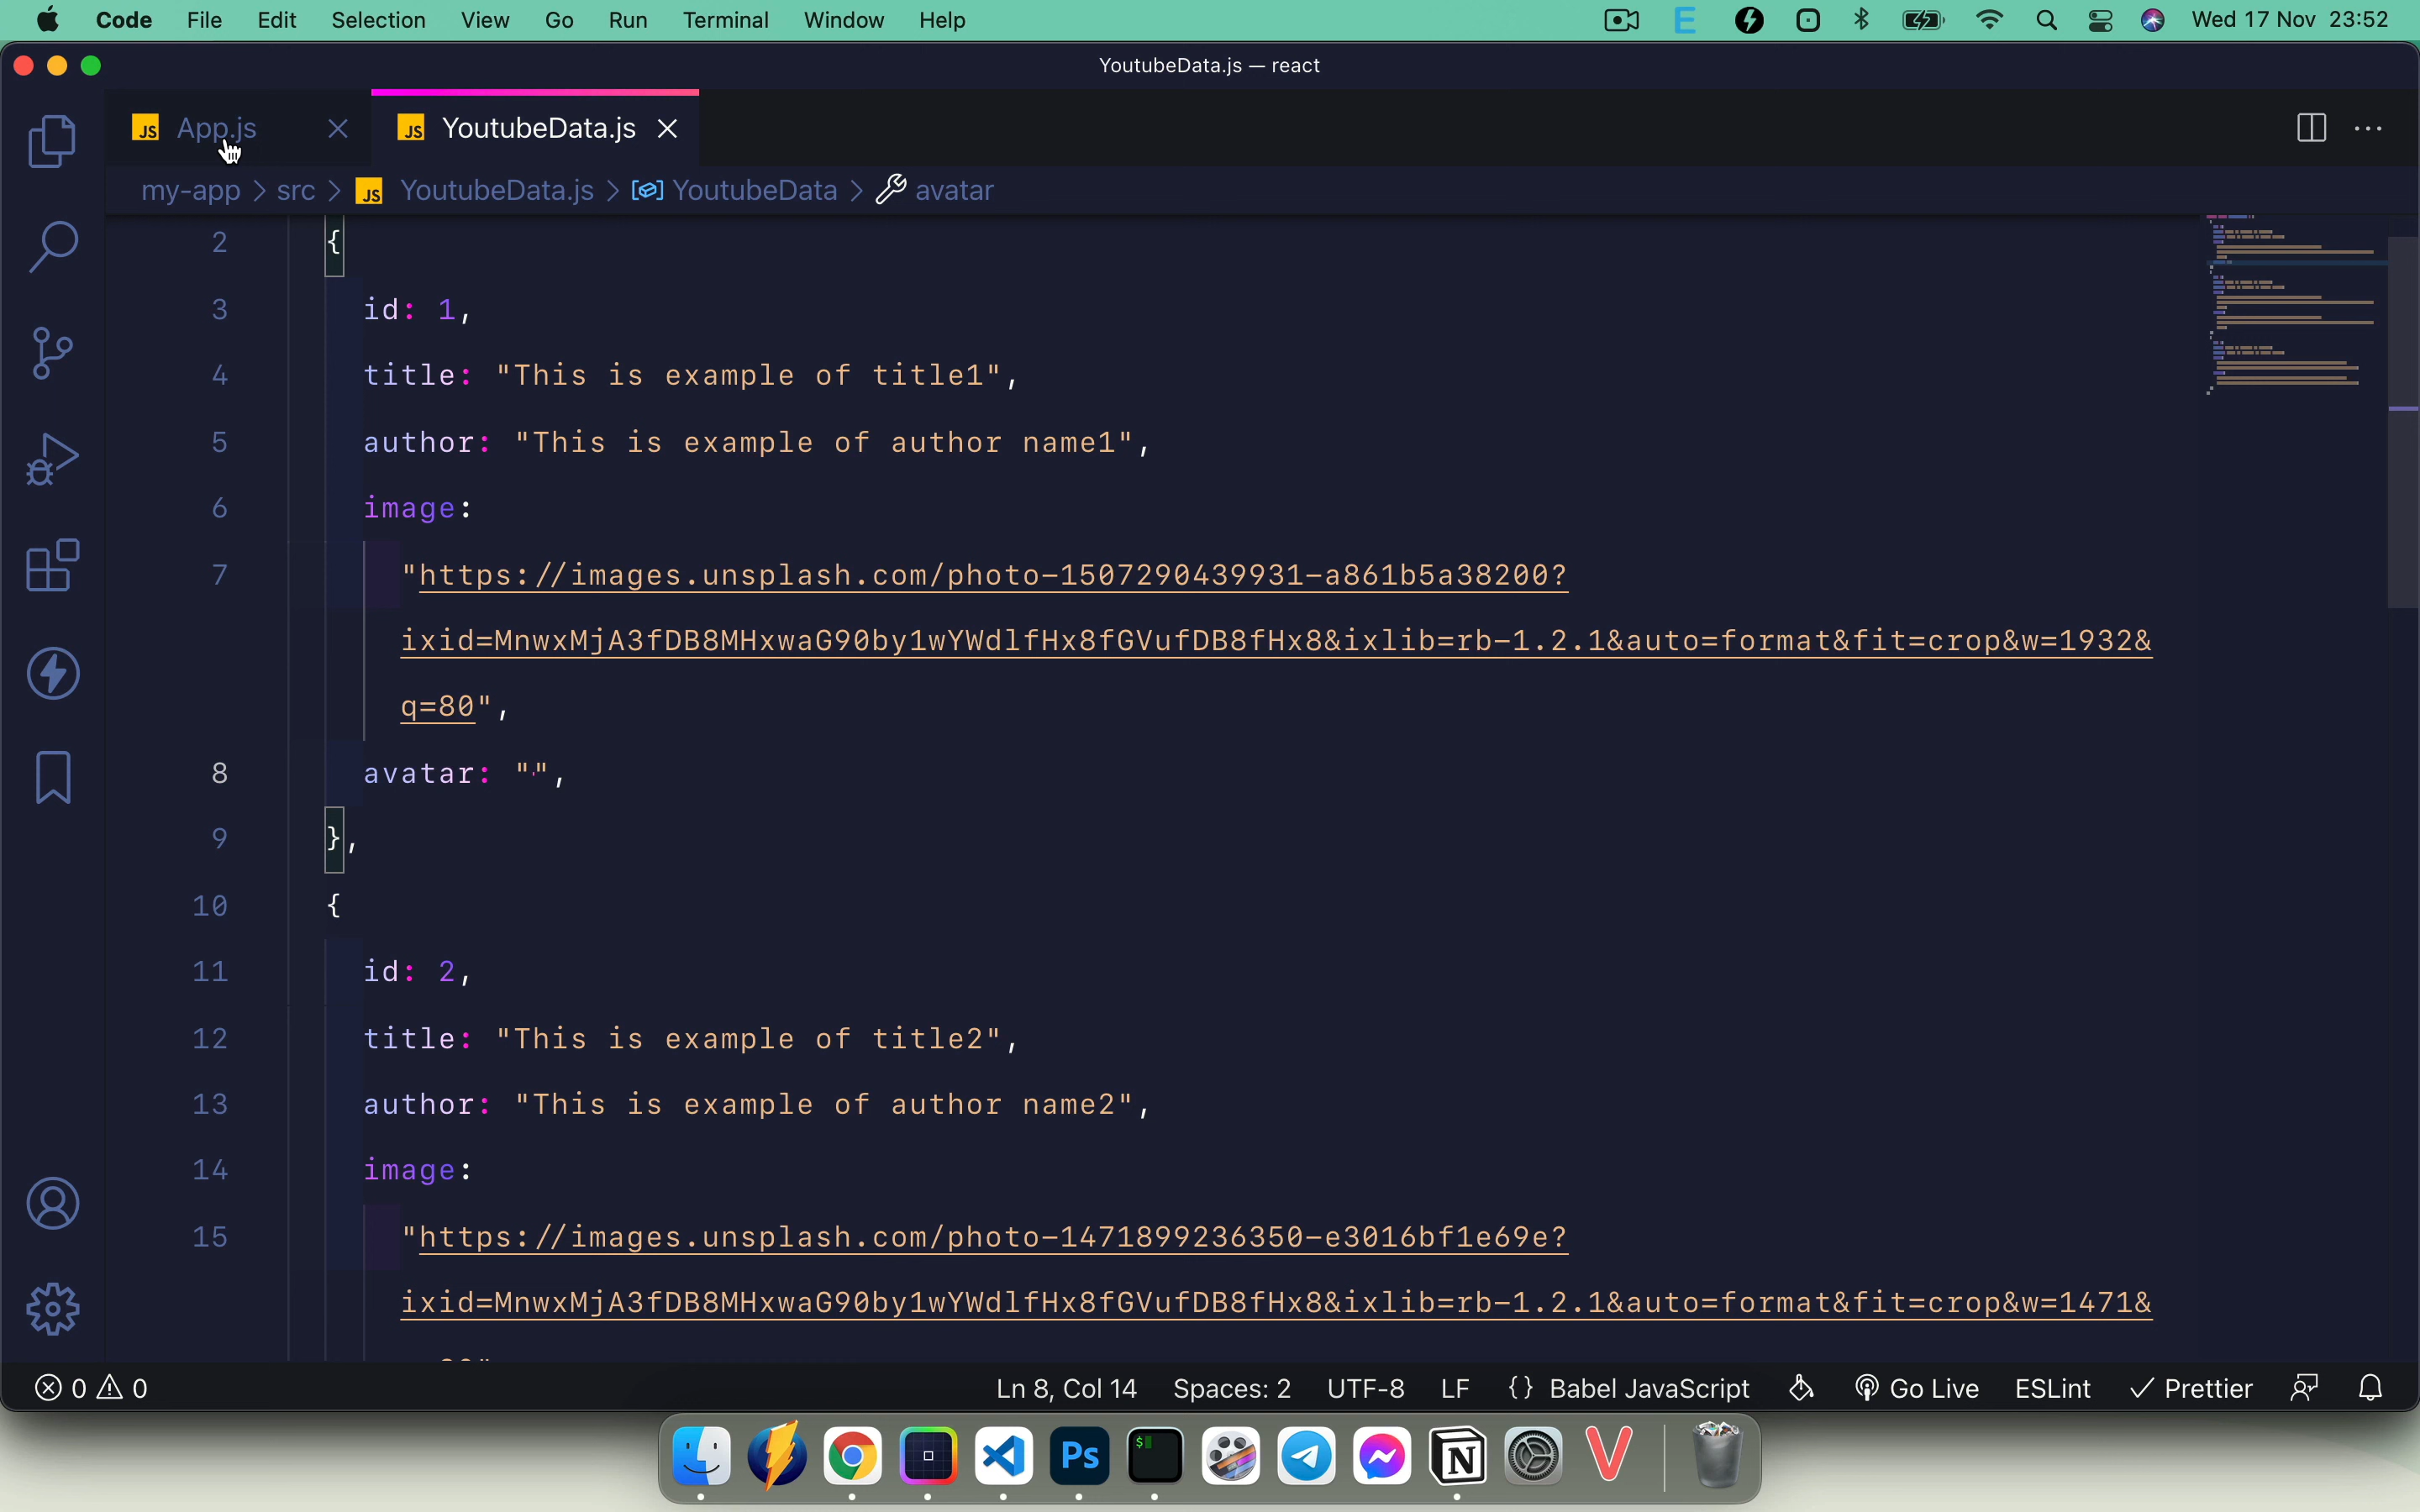 Code File Edit Selection View Go Run Terminal Window Help E Wed 17 Nov 23:52
YoutubeData.js — react
JS App.js JS YoutubeData.js
my-app > src > JS YoutubeData.js > YoutubeData > avatar
2 {
3 id: 1,
4 title: "This is example of title1",
5 author: "This is example of author name1",
6 image:
7 "https://images.unsplash.com/photo-1507290439931-a861b5a38200?
ixid=MnwxMjA3fDB8MHxwaG90by1wYWdlfHx8fGVufDB8fHx8&ixlib=rb-1.2.1&auto=format&fit=crop&w=1932&
q=80",
8 avatar: "",
9 },
10 {
11 id: 2,
12 title: "This is example of title2",
13 author: "This is example of author name2",
14 image:
15 "https://images.unsplash.com/photo-1471899236350-e3016bf1e69e?
ixid=MnwxMjA3fDB8MHxwaG90by1wYWdlfHx8fGVufDB8fHx8&ixlib=rb-1.2.1&auto=format&fit=crop&w=1471&
0 0 Ln 8, Col 14 Spaces: 2 UTF-8 LF {} Babel JavaScript Go Live ESLint Prettier
$ Ps N